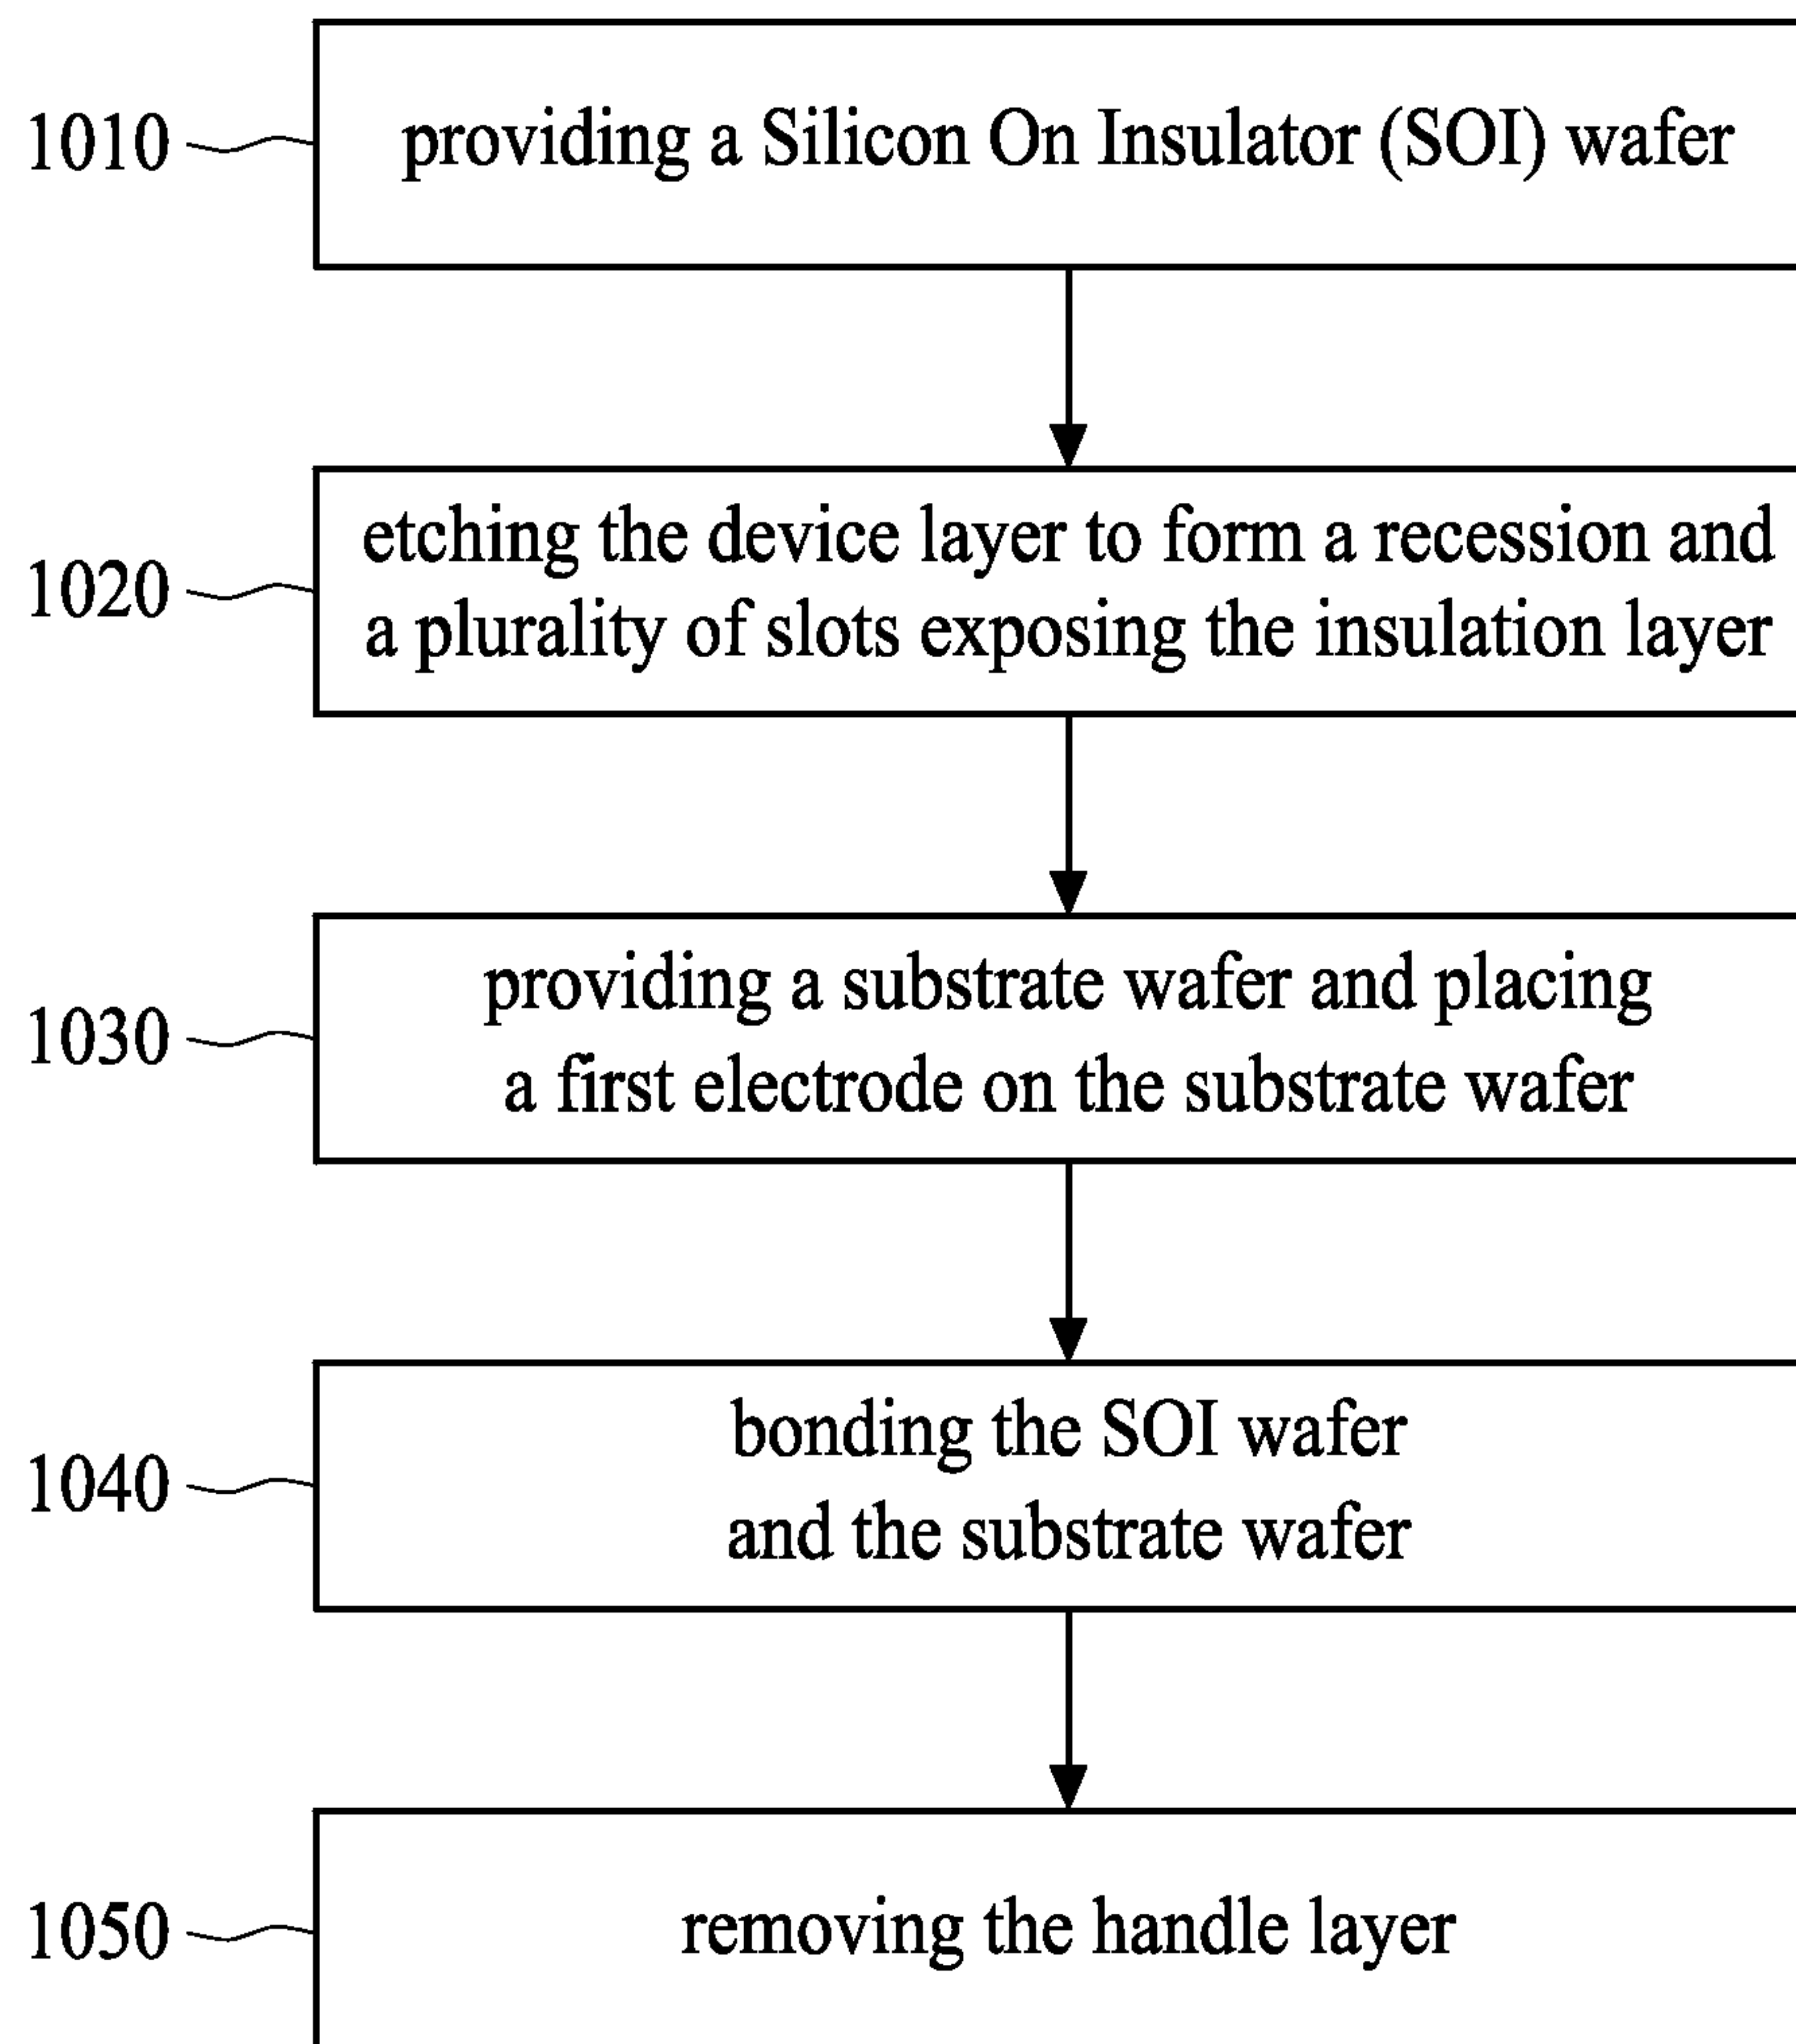 1010
providing a Silicon On Insulator (SOI) wafer
1020
etching the device layer to form a recession and
a plurality of slots exposing the insulation layer
1030
providing a substrate wafer and placing
a first electrode on the substrate wafer
1040
bonding the SOI wafer
and the substrate wafer
1050
removing the handle layer